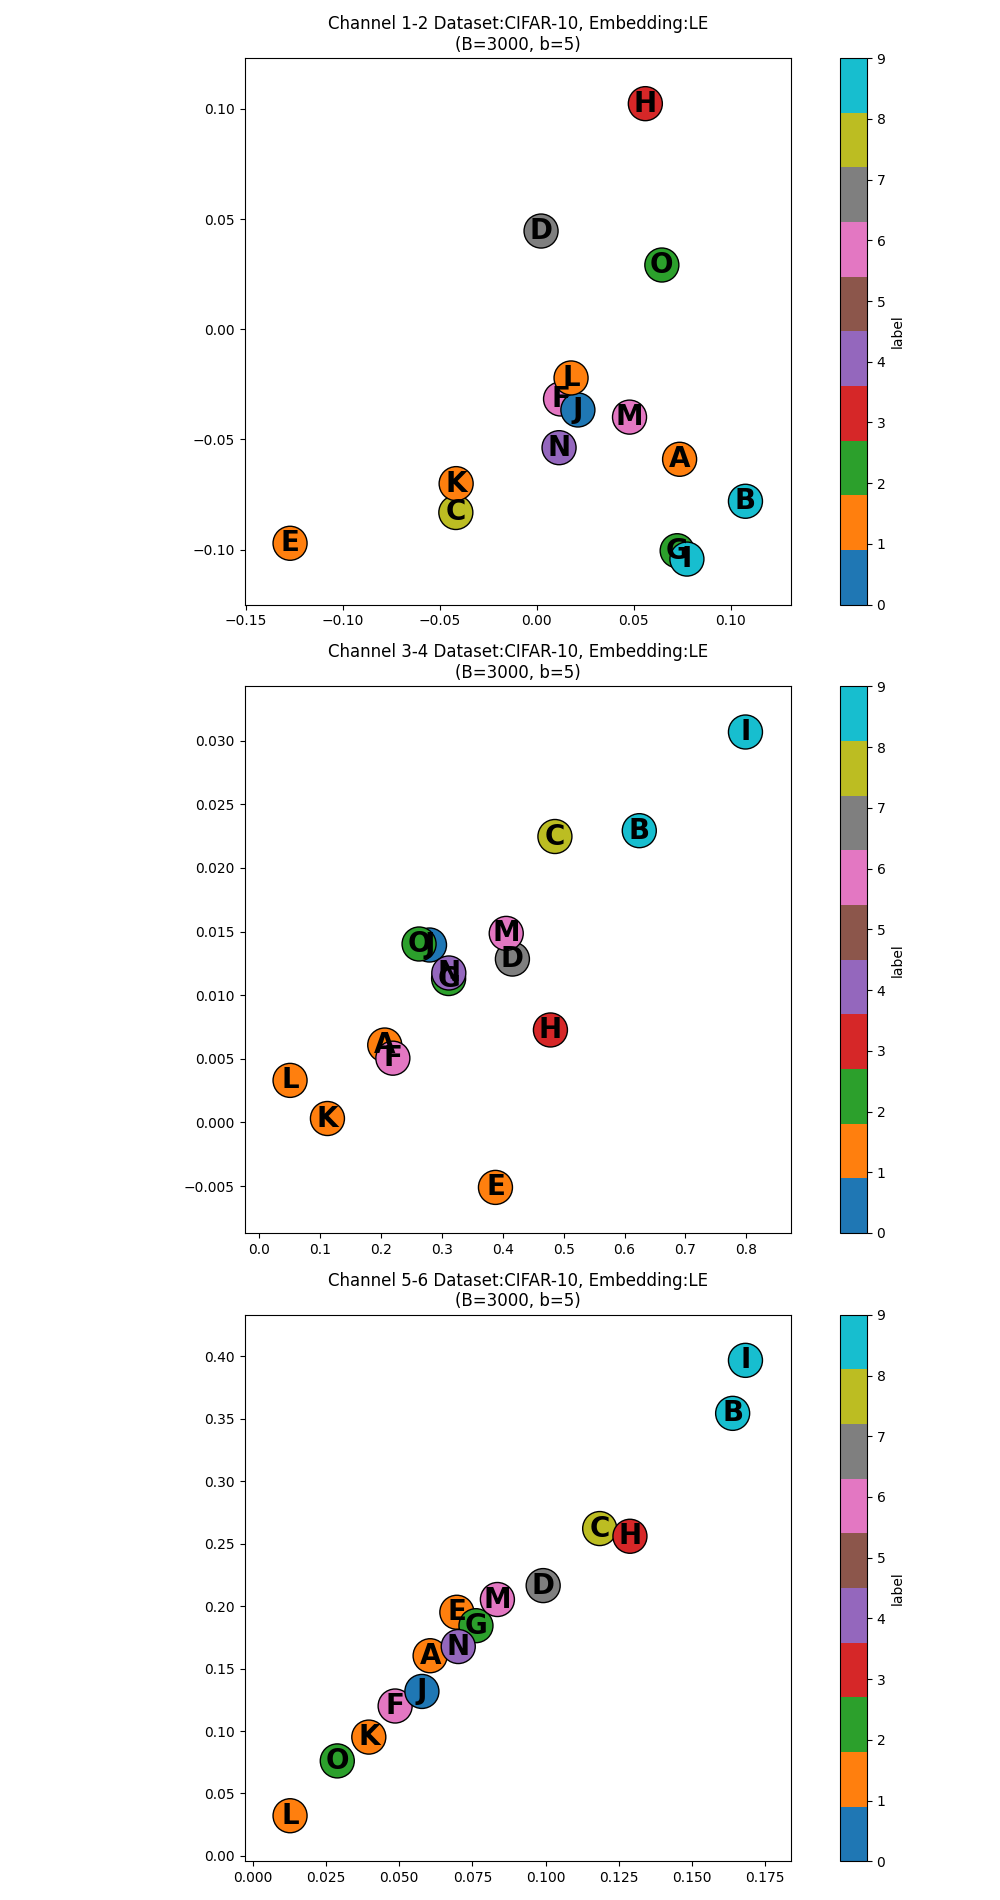 Channel 1-2 Dataset:CIFAR-10, Embedding:LE
(B=3000, b=5)
H
D
O
L
F
J
M
N
A
K
B
C
E
G
I
0.10
0.05
0.00
−0.05
−0.10
−0.15 −0.10 −0.05 0.00 0.05 0.10
9
8
7
6
5
4
3
2
1
0
label
Channel 3-4 Dataset:CIFAR-10, Embedding:LE
(B=3000, b=5)
I
C
B
M
O
J
D
N
G
H
A
F
L
K
E
0.030
0.025
0.020
0.015
0.010
0.005
0.000
−0.005
0.0 0.1 0.2 0.3 0.4 0.5 0.6 0.7 0.8
9
8
7
6
5
4
3
2
1
0
label
Channel 5-6 Dataset:CIFAR-10, Embedding:LE
(B=3000, b=5)
I
B
C
H
D
M
E
G
N
A
J
F
K
O
L
0.40
0.35
0.30
0.25
0.20
0.15
0.10
0.05
0.00
0.000 0.025 0.050 0.075 0.100 0.125 0.150 0.175
9
8
7
6
5
4
3
2
1
0
label